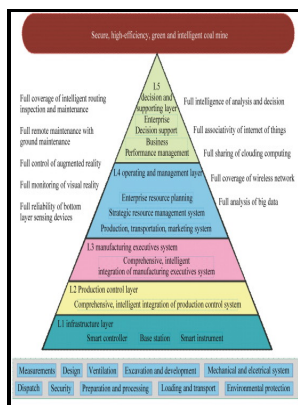 Secure, high-efficiency, green and intelligent coal mine
L5
decision and
supporting layer
Enterprise
Decision support
Business
Performance management
Full coverage of intelligent routing
inspection and maintenance
Full remote maintenance with
ground maintenance
Full control of augmented reality
Full monitoring of visual reality
Full reliability of bottom
layer sensing devices
Full intelligence of analysis and decision
Full associativity of internet of things
Full sharing of clouding computing
Full coverage of wireless network
Full analysis of big data
L4 operating and management layer
Enterprise resource planning
Strategic resource management system
Production, transportation, marketing system
L3 manufacturing executives system
Comprehensive, intelligent
integration of manufacturing executives system
L2 Production control layer
Comprehensive, intelligent integration of production control system
L1 infrastructure layer
Smart controller Base station Smart instrument
Measurements Design Ventilation Excavation and development Mechanical and electrical system
Dispatch Security Preparation and processing Loading and transport Environmental protection